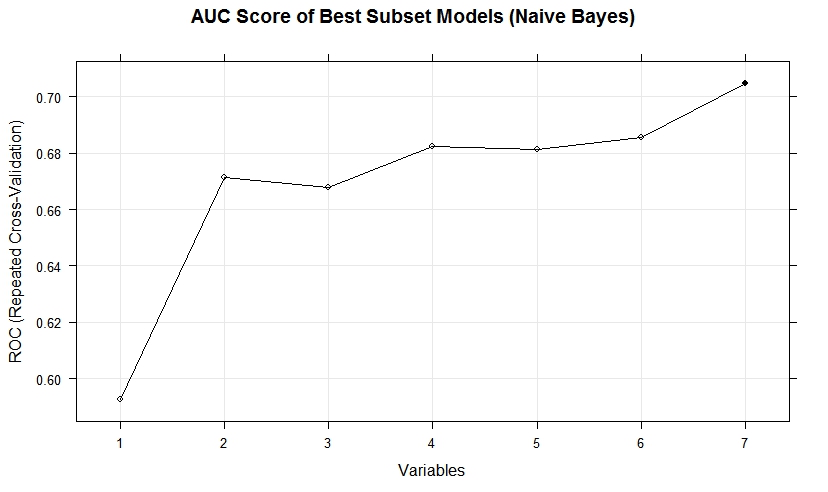 AUC Score of Best Subset Models (Naive Bayes)
ROC (Repeated Cross-Validation)
0.70
0.68
0.66
0.64
0.62
0.60
1 2 3 4 5 6 7
Variables